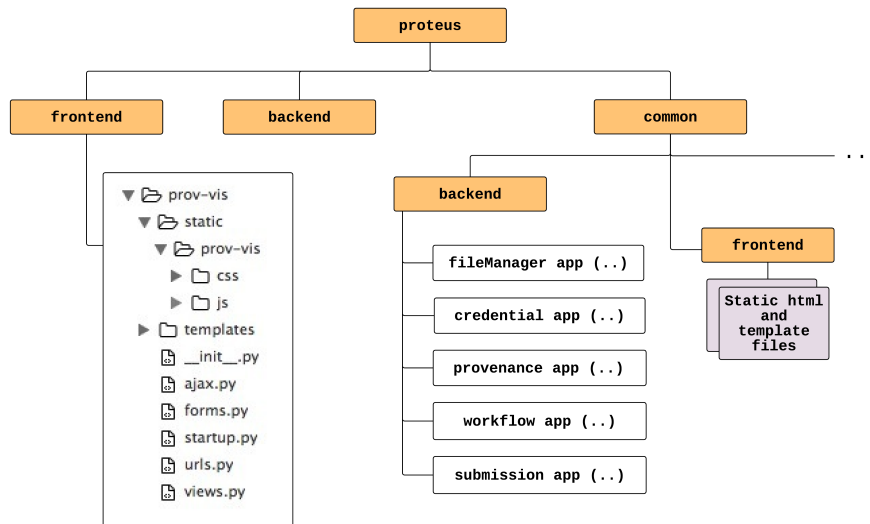 proteus
frontend
backend
common
..
prov-vis
static
prov-vis
css
js
templates
__init__.py
ajax.py
forms.py
startup.py
urls.py
views.py
backend
fileManager app (..)
credential app (..)
provenance app (..)
workflow app (..)
submission app (..)
frontend
Static html
and
template
files